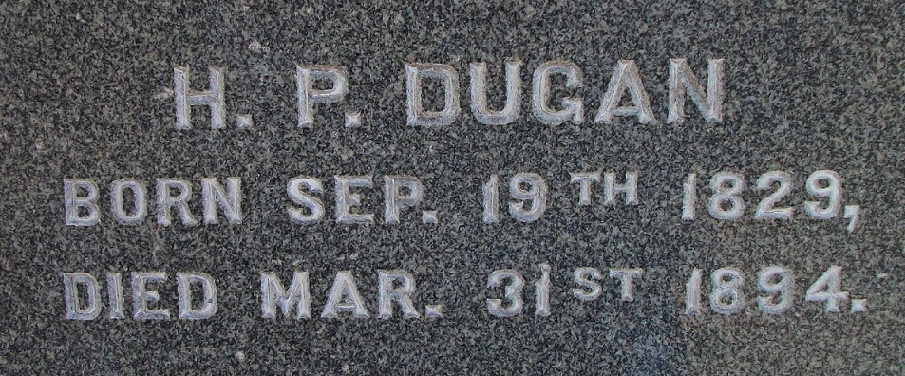 H. P. DUGAN
BORN SEP. 19TH 1829,
DIED MAR. 31ST 1894.